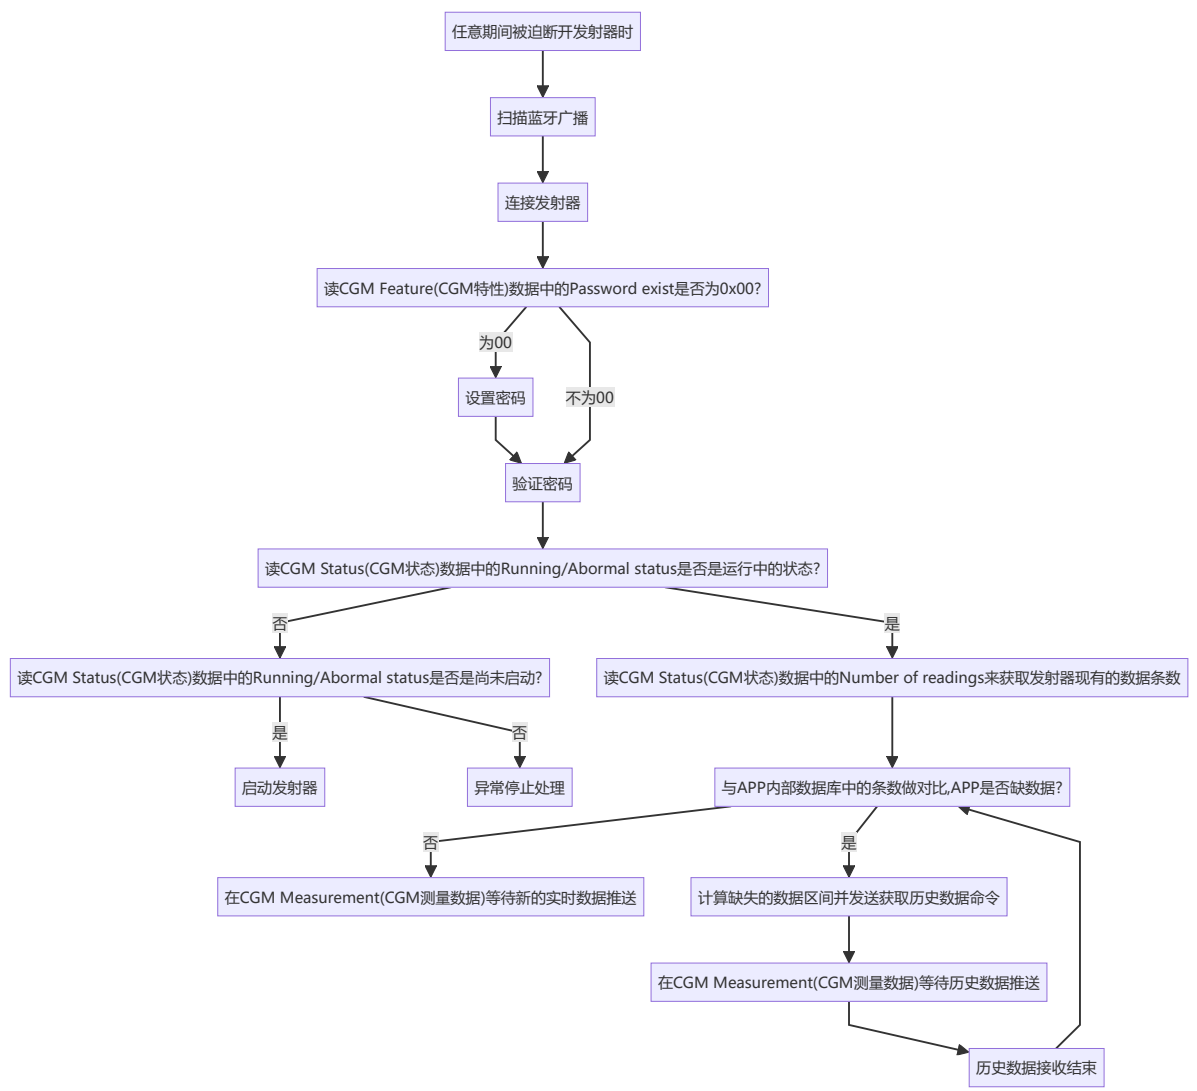 任意期间被迫断开发射器时
扫描蓝牙广播
连接发射器
读CGM Feature(CGM特性)数据中的Password exist是否为0x00?
为00
设置密码
不为00
验证密码
读CGM Status(CGM状态)数据中的Running/Abormal status是否是运行中的状态?
否
是
读CGM Status(CGM状态)数据中的Running/Abormal status是否是尚未启动?
读CGM Status(CGM状态)数据中的Number of readings来获取发射器现有的数据条数
是
否
启动发射器
异常停止处理
与APP内部数据库中的条数做对比,APP是否缺数据?
否
是
在CGM Measurement(CGM测量数据)等待新的实时数据推送
计算缺失的数据区间并发送获取历史数据命令
在CGM Measurement(CGM测量数据)等待历史数据推送
历史数据接收结束